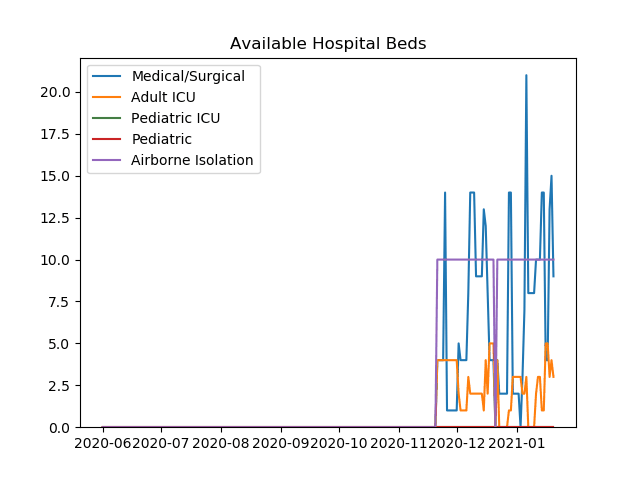 Available Hospital Beds
Medical/Surgical
Adult ICU
Pediatric ICU
Pediatric
Airborne Isolation
20.0
17.5
15.0
12.5
10.0
7.5
5.0
2.5
0.0
2020-06 2020-07 2020-08 2020-09 2020-10 2020-11 2020-12 2021-01